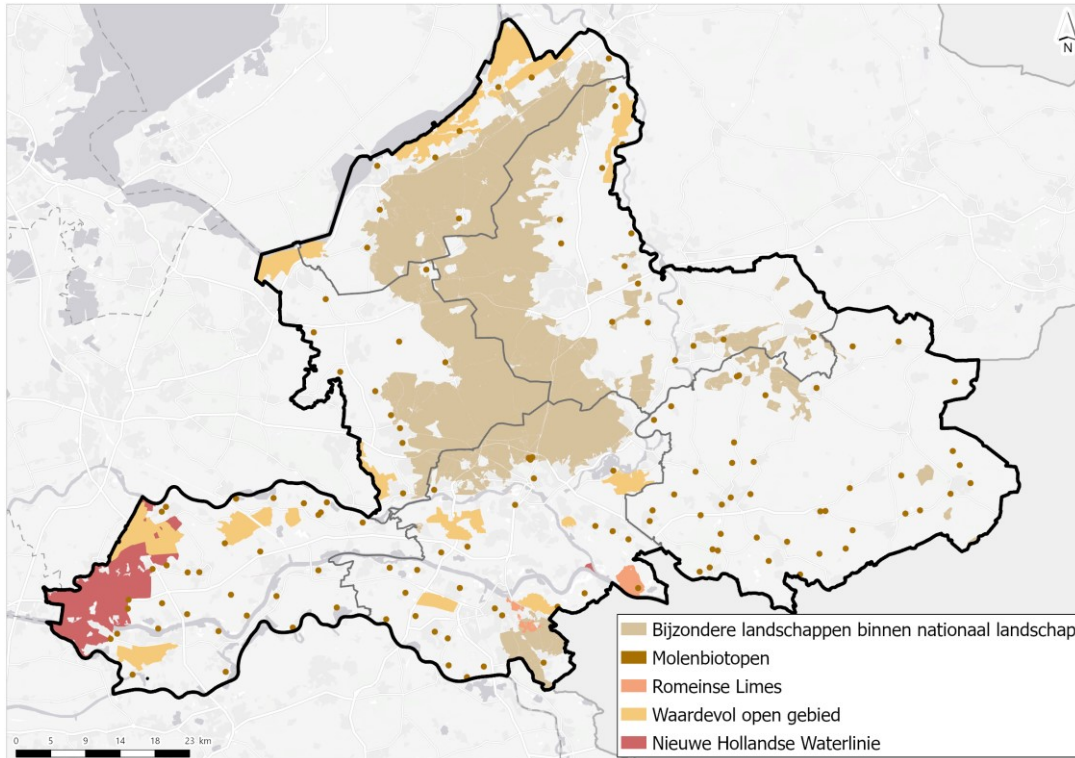 N
Bijzondere landschappen binnen nationaal landschap
Molenbiotopen
Romeinse Limes
Waardevol open gebied
Nieuwe Hollandse Waterlinie
0 5 9 14 18 23 km